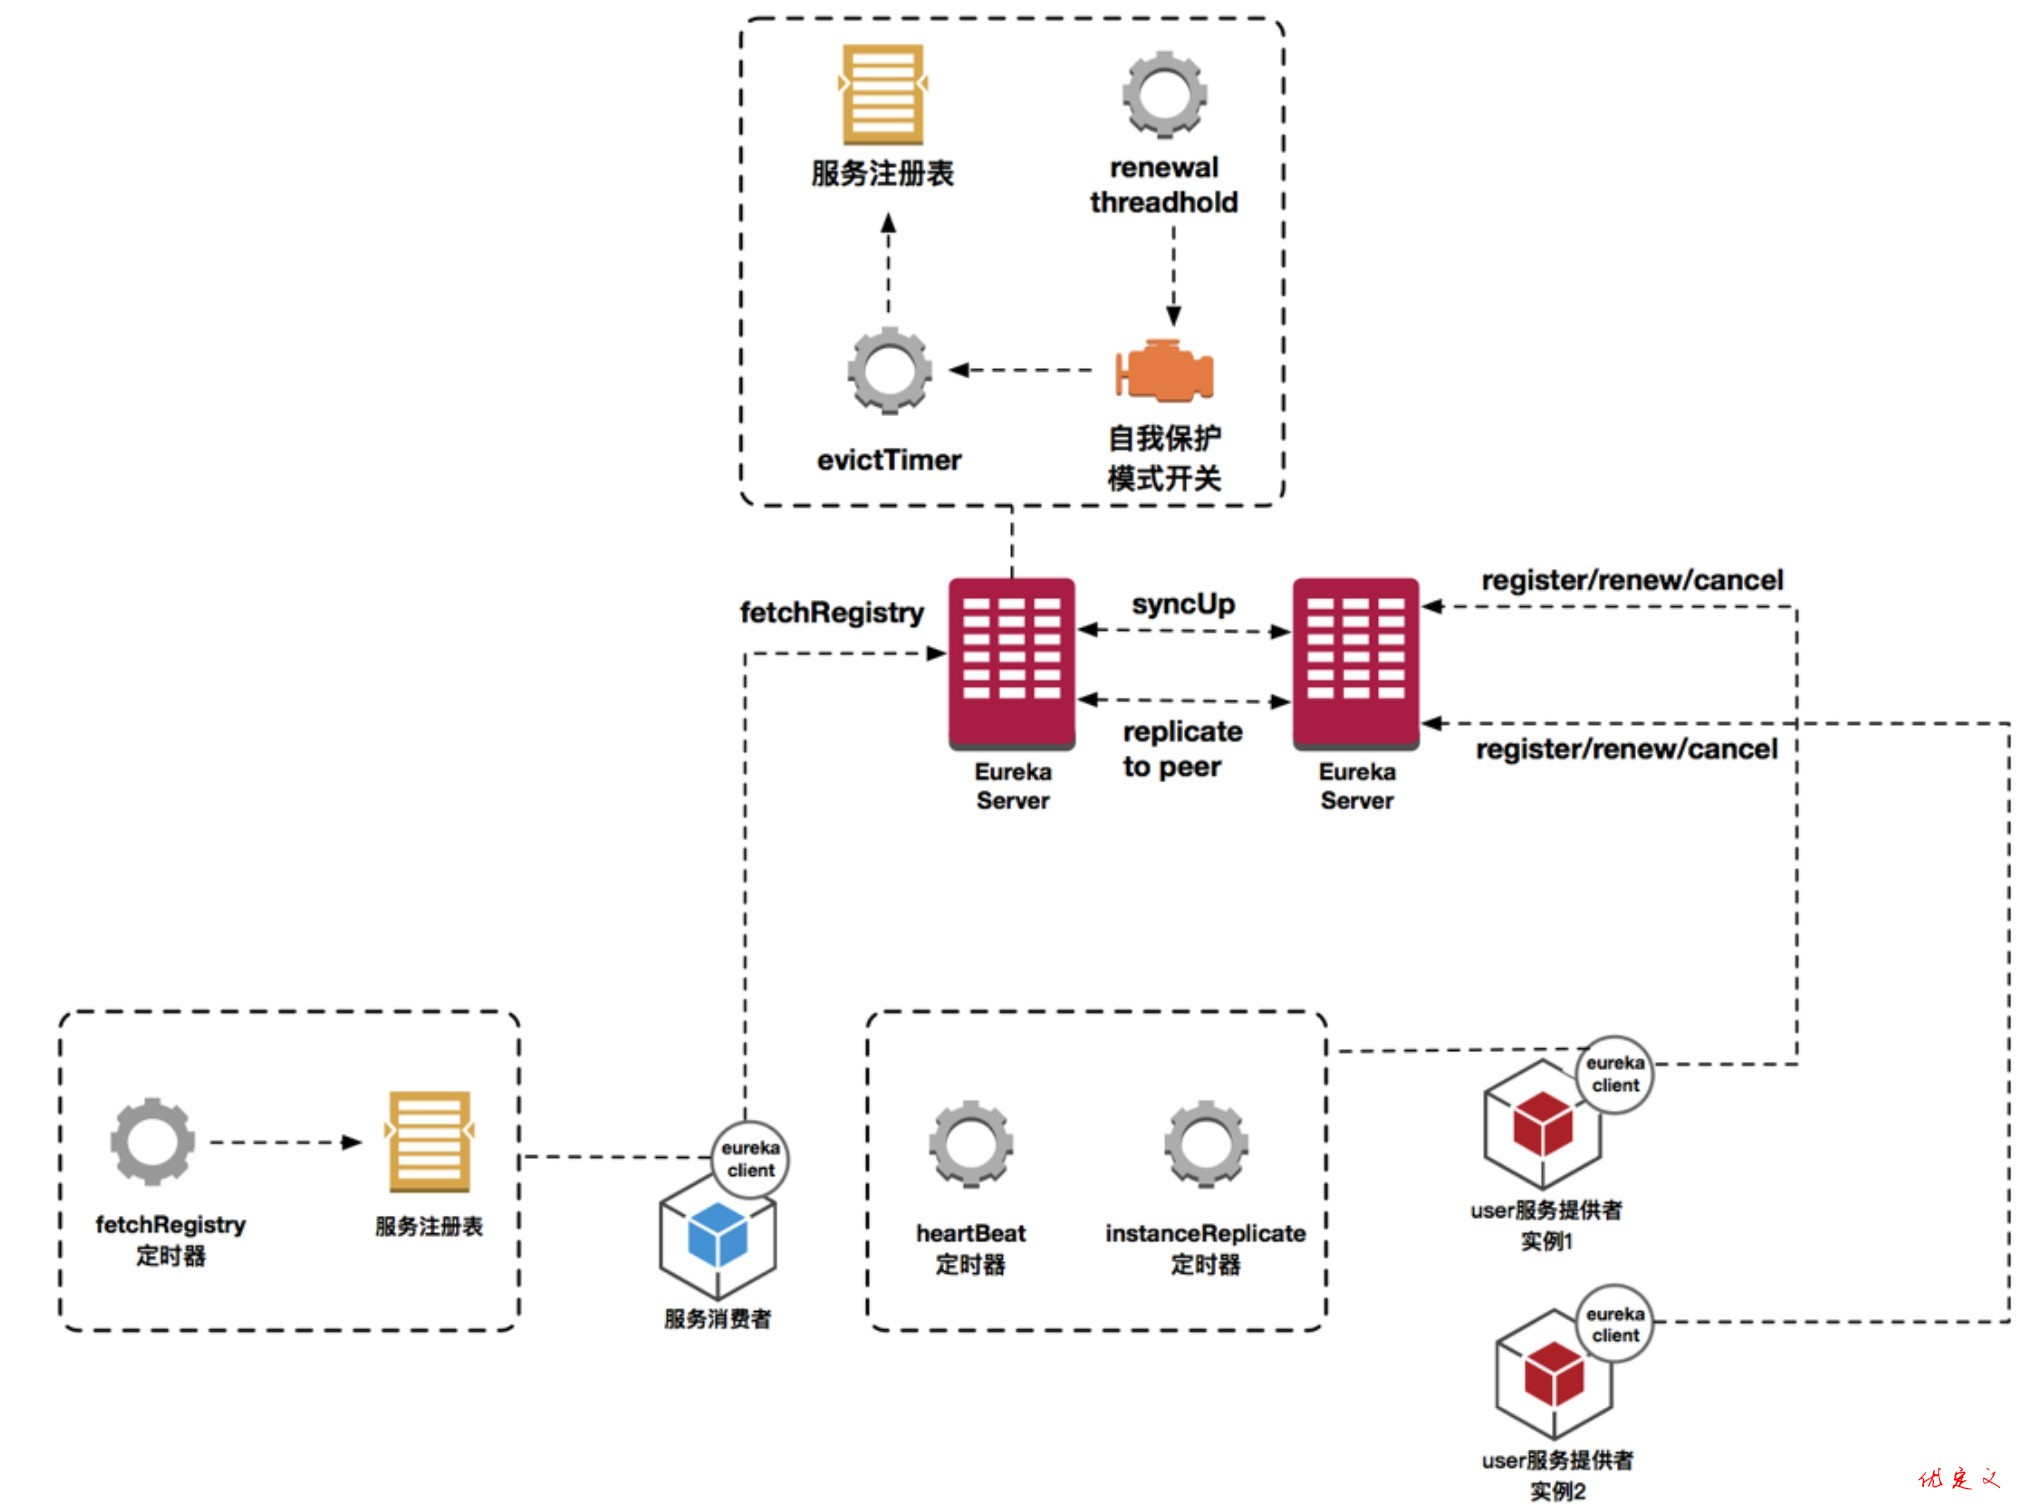 服务注册表
renewal
threadhold
evictTimer
自我保护
模式开关
fetchRegistry
syncUp
register/renew/cancel
replicate
to peer
register/renew/cancel
Eureka
Server
Eureka
Server
fetchRegistry
定时器
服务注册表
eureka
client
服务消费者
heartBeat
定时器
instanceReplicate
定时器
eureka
client
user服务提供者
实例1
eureka
client
user服务提供者
实例2
优定义